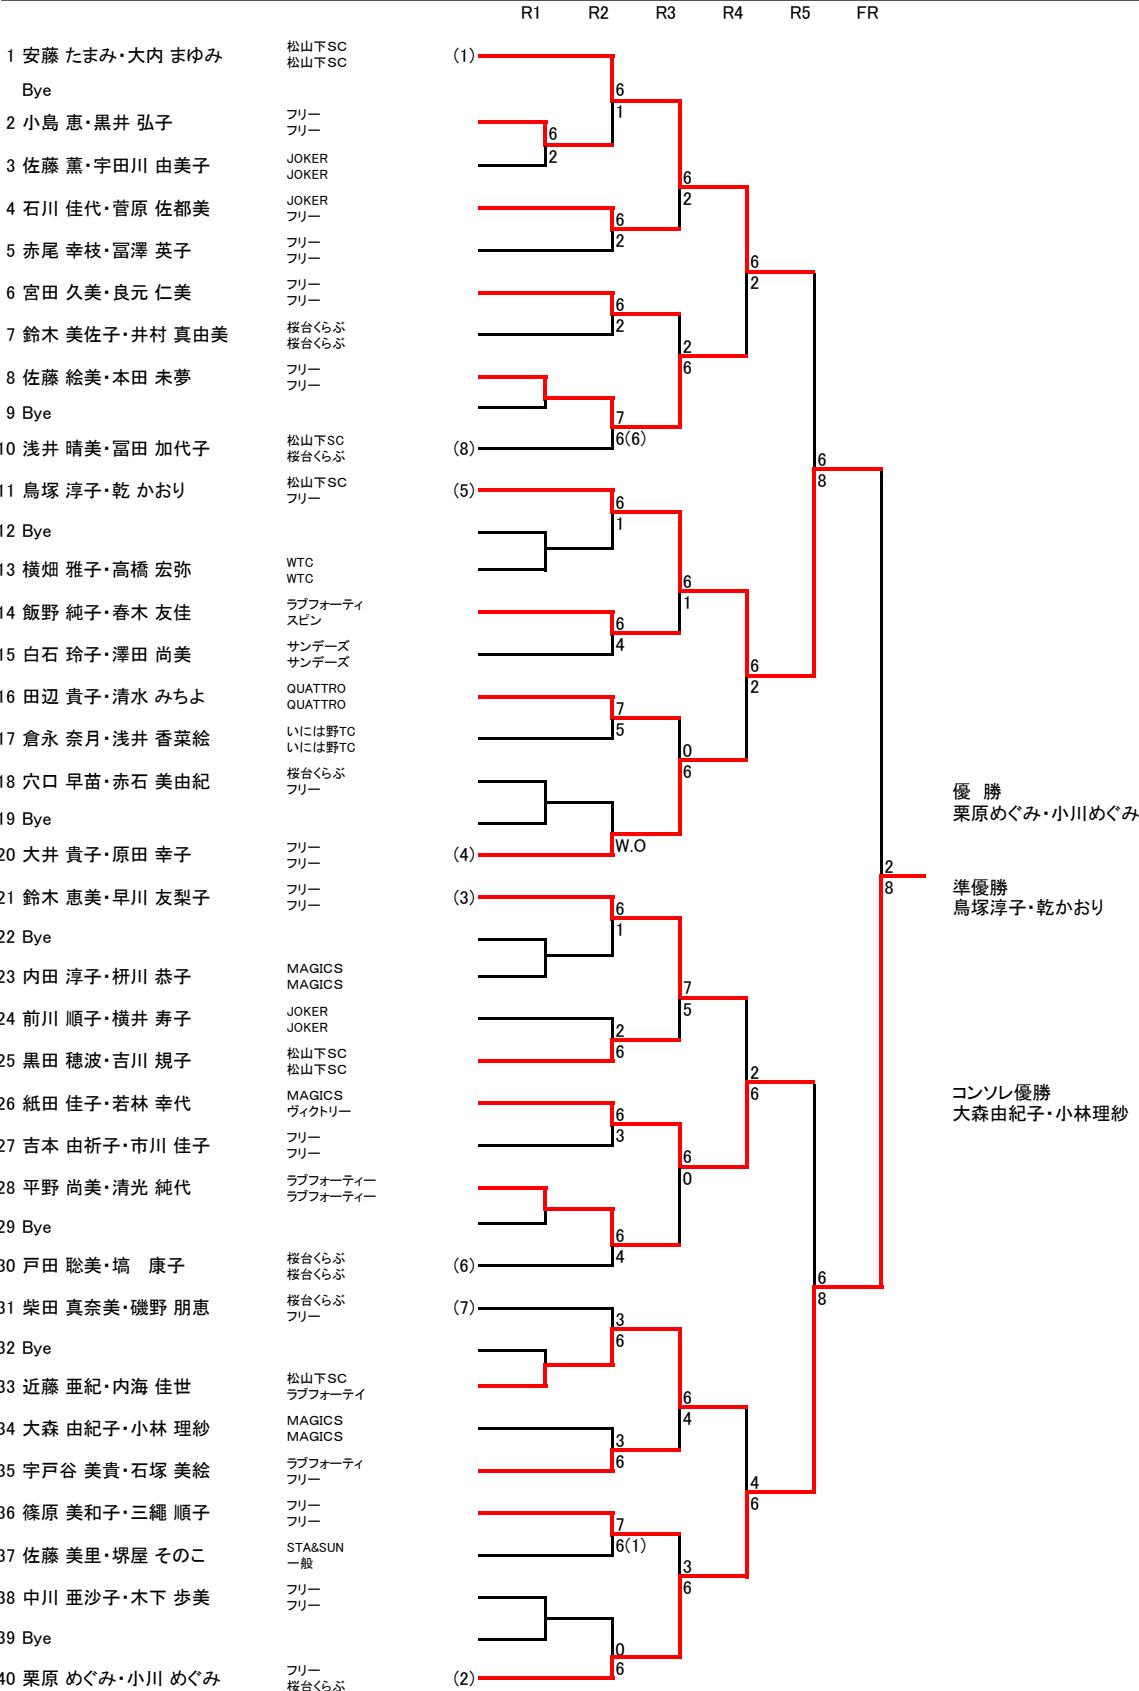 R1 R2 R3 R4 R5 FR
1 安藤 たまみ・大内 まゆみ 松山下SC (1)
松山下SC
Bye
6
1
2 小島 恵・黒井 弘子 フリー
フリー
6
2
3 佐藤 薫・宇田川 由美子 JOKER
JOKER
6
2
4 石川 佳代・菅原 佐都美 JOKER
フリー
6
2
5 赤尾 幸枝・冨澤 英子 フリー
フリー
6
2
6 宮田 久美・良元 仁美 フリー
フリー
6
2
7 鈴木 美佐子・井村 真由美 桜台くらぶ
桜台くらぶ
2
6
8 佐藤 絵美・本田 未夢 フリー
フリー
9 Bye
7
6(6)
10 浅井 晴美・冨田 加代子 松山下SC (8)
桜台くらぶ
6
8
11 鳥塚 淳子・乾 かおり 松山下SC (5)
フリー
6
1
12 Bye
13 横畑 雅子・高橋 宏弥 WTC
WTC
6
1
14 飯野 純子・春木 友佳 ラブフォーティ
スピン
6
4
15 白石 玲子・澤田 尚美 サンデーズ
サンデーズ
6
2
16 田辺 貴子・清水 みちよ QUATTRO
QUATTRO
7
5
17 倉永 奈月・浅井 香菜絵 いには野TC
いには野TC
0
6
18 穴口 早苗・赤石 美由紀 桜台くらぶ
フリー
優 勝
栗原めぐみ・小川めぐみ
19 Bye
W.O
20 大井 貴子・原田 幸子 フリー (4)
フリー
2
8
準優勝
鳥塚淳子・乾かおり
21 鈴木 恵美・早川 友梨子 フリー (3)
フリー
6
1
22 Bye
23 内田 淳子・枡川 恭子 MAGICS
MAGICS
7
5
24 前川 順子・横井 寿子 JOKER
JOKER
2
6
25 黒田 穂波・吉川 規子 松山下SC
松山下SC
2
6
コンソレ優勝
大森由紀子・小林理紗
26 紙田 佳子・若林 幸代 MAGICS
ヴィクトリー
6
3
27 吉本 由祈子・市川 佳子 フリー
フリー
6
0
28 平野 尚美・清光 純代 ラブフォーティー
ラブフォーティー
29 Bye
6
4
30 戸田 聡美・塙 康子 桜台くらぶ (6)
桜台くらぶ
6
8
31 柴田 真奈美・磯野 朋恵 桜台くらぶ (7)
フリー
3
6
32 Bye
33 近藤 亜紀・内海 佳世 松山下SC
ラブフォーテイ
6
4
34 大森 由紀子・小林 理紗 MAGICS
MAGICS
3
6
35 宇戸谷 美貴・石塚 美絵 ラブフォーティ
フリー
4
6
36 篠原 美和子・三縄 順子 フリー
フリー
7
6(1)
37 佐藤 美里・堺屋 そのこ STA&SUN
一般
3
6
38 中川 亜沙子・木下 歩美 フリー
フリー
39 Bye
0
6
40 栗原 めぐみ・小川 めぐみ フリー (2)
桜台くらぶ